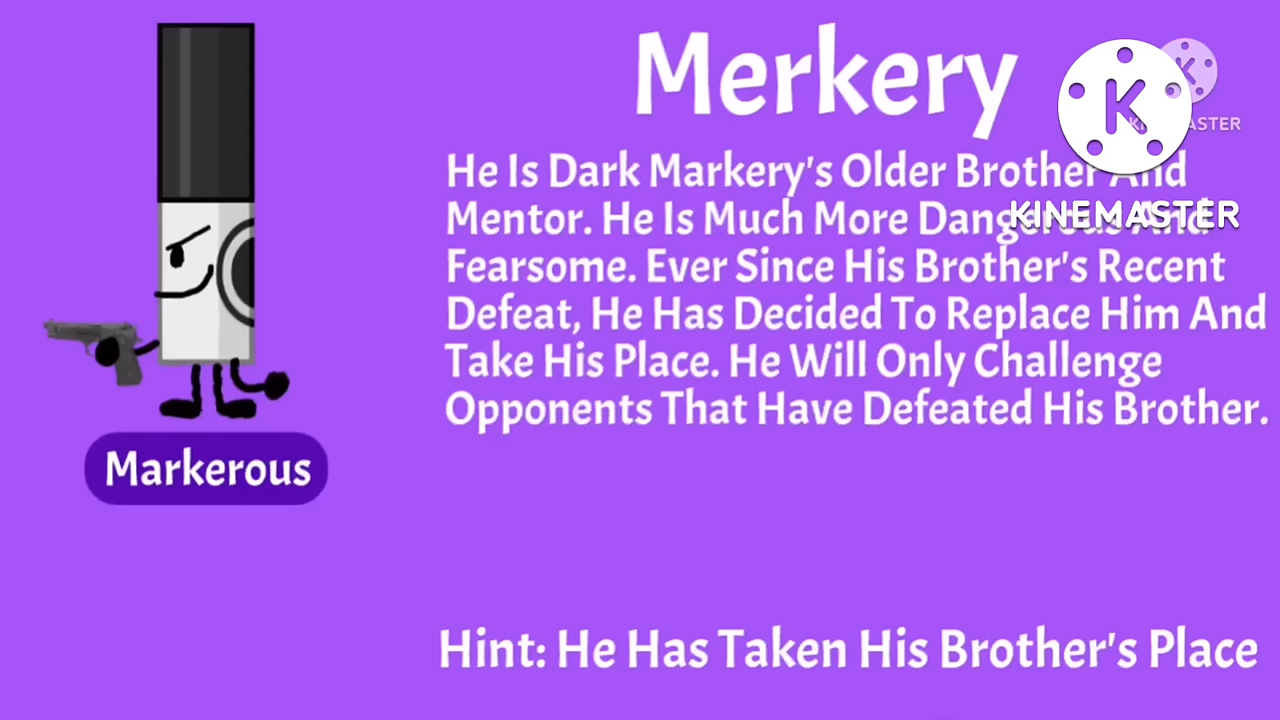 Merkery
K
KINEMASTER
He Is Dark Markery's Older Brother And
Mentor. He Is Much More Dangerous And
KINEMASTER
Fearsome. Ever Since His Brother's Recent
Defeat, He Has Decided To Replace Him And
Take His Place. He Will Only Challenge
Opponents That Have Defeated His Brother.
Markerous
Hint: He Has Taken His Brother's Place